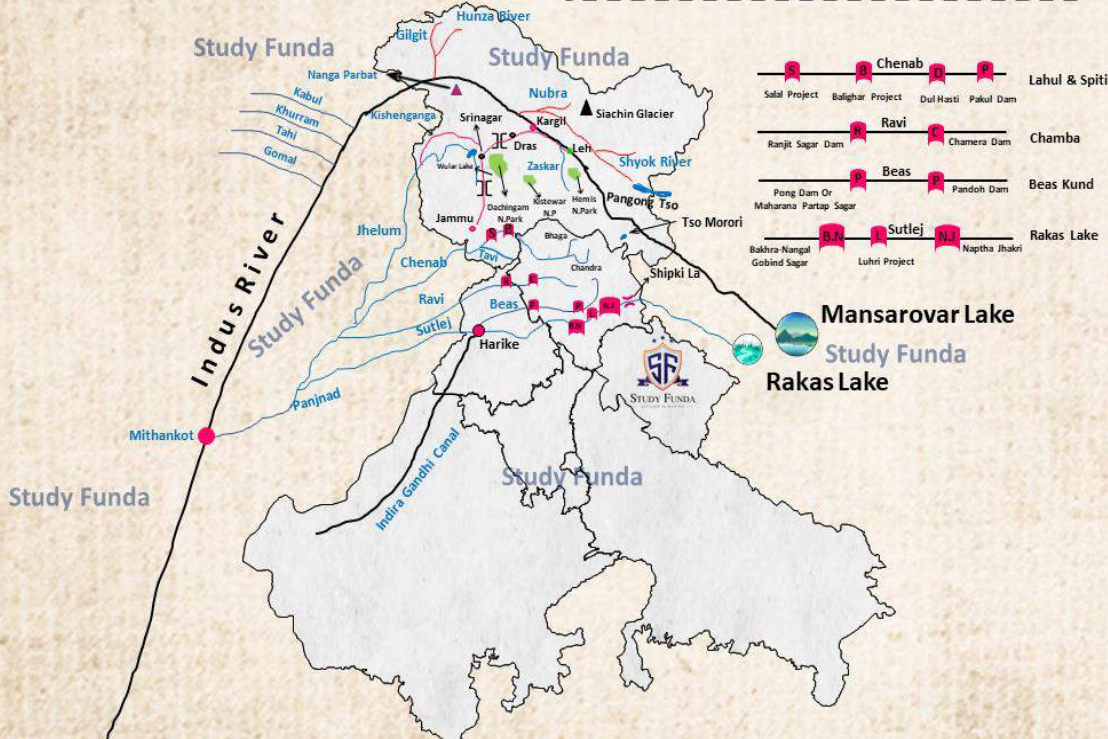 Hunza River
Gilgit
Study Funda
Study Funda
Nanga Parbat
Kabul
Khurram
Tahi
Gomal
Kishenganga
Srinagar
Nubra
Siachin Glacier
Kargil
Dras
Leh
Wular Lake
Zaskar
Shyok River
Dachingam
N.Park
Kistewar
N.P
Hemis
N.Park
Pangong Tso
Jammu
Tso Morori
Jhelum
S
B
Bhaga
Chenab
Tavi
Chandra
Shipki La
Indus River
Study Funda
R
C
Ravi
Beas
P
P
N.J
L
B.N
Sutlej
Harike
Mansarovar Lake
Study Funda
Rakas Lake
SF
STUDY FUNDA
Panjnad
Mithankot
Indira Gandhi Canal
Study Funda
Study Funda
S
B
Chenab
D
P
Lahul & Spiti
Salal Project
Balighar Project
Dul Hasti
Pakul Dam
R
Ravi
C
Chamba
Ranjit Sagar Dam
Chamera Dam
P
Beas
P
Beas Kund
Pong Dam Or
Maharana Partap Sagar
Pandoh Dam
B.N
L
Sutlej
N.J
Rakas Lake
Bakhra-Nangal
Gobind Sagar
Luhri Project
Naptha Jhakri